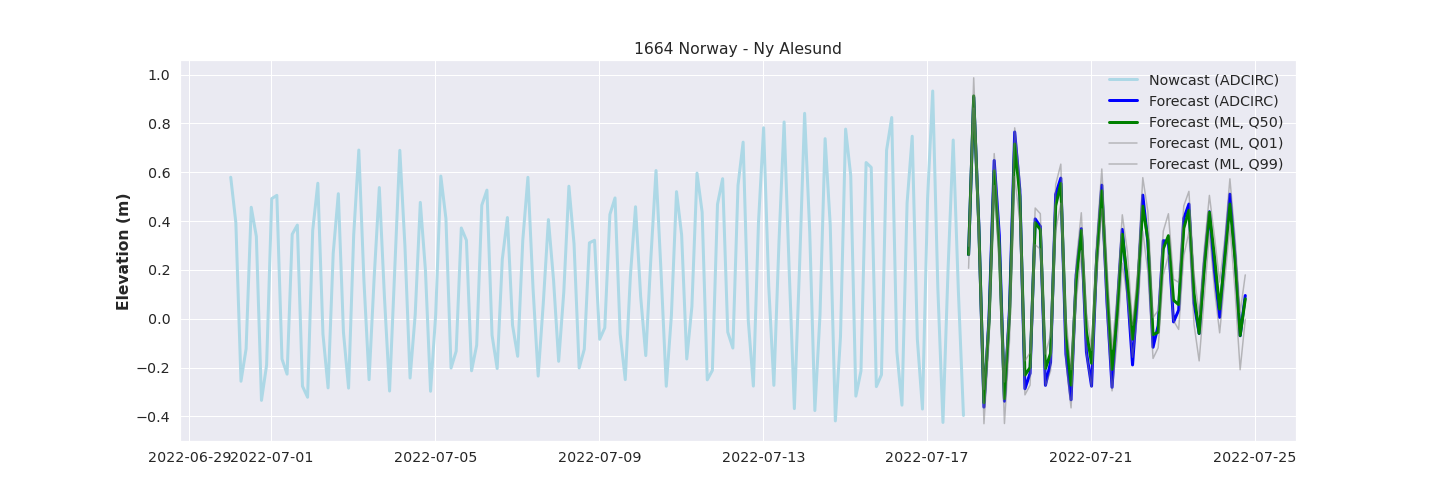 1664 Norway - Ny Alesund
Nowcast (ADCIRC)
Forecast (ADCIRC)
Forecast (ML, Q50)
Forecast (ML, Q01)
Forecast (ML, Q99)
Elevation (m)
1.0
0.8
0.6
0.4
0.2
0.0
−0.2
−0.4
2022-06-29 2022-07-01 2022-07-05 2022-07-09 2022-07-13 2022-07-17 2022-07-21 2022-07-25